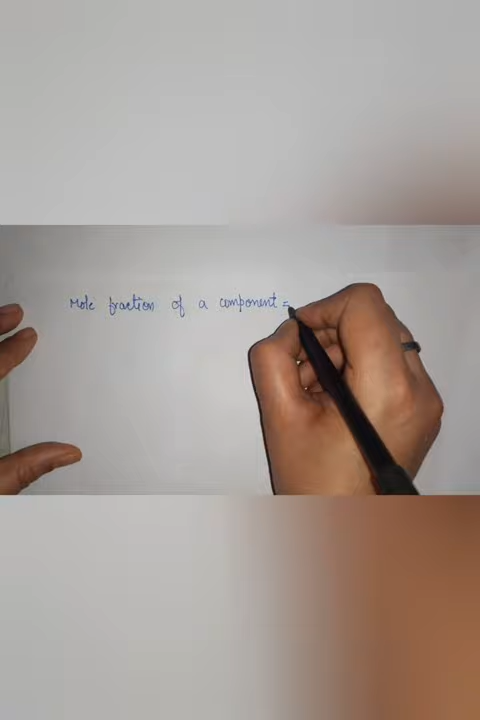 Mole fraction of a component =